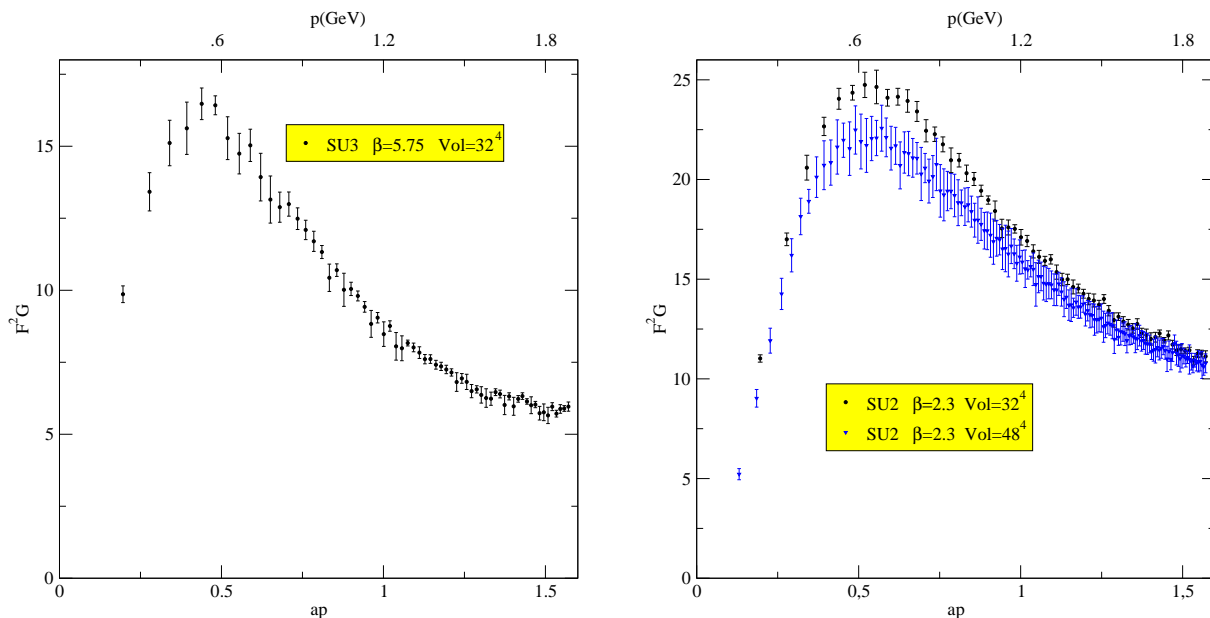 p(GeV)
.6 1.2 1.8
15
10
5
0
F²G
SU3 β=5.75 Vol=32⁴
0 0.5 1 1.5
ap
p(GeV)
.6 1.2 1.8
25
20
15
10
5
0
F²G
SU2 β=2.3 Vol=32⁴
SU2 β=2.3 Vol=48⁴
0 0,5 1 1,5
ap